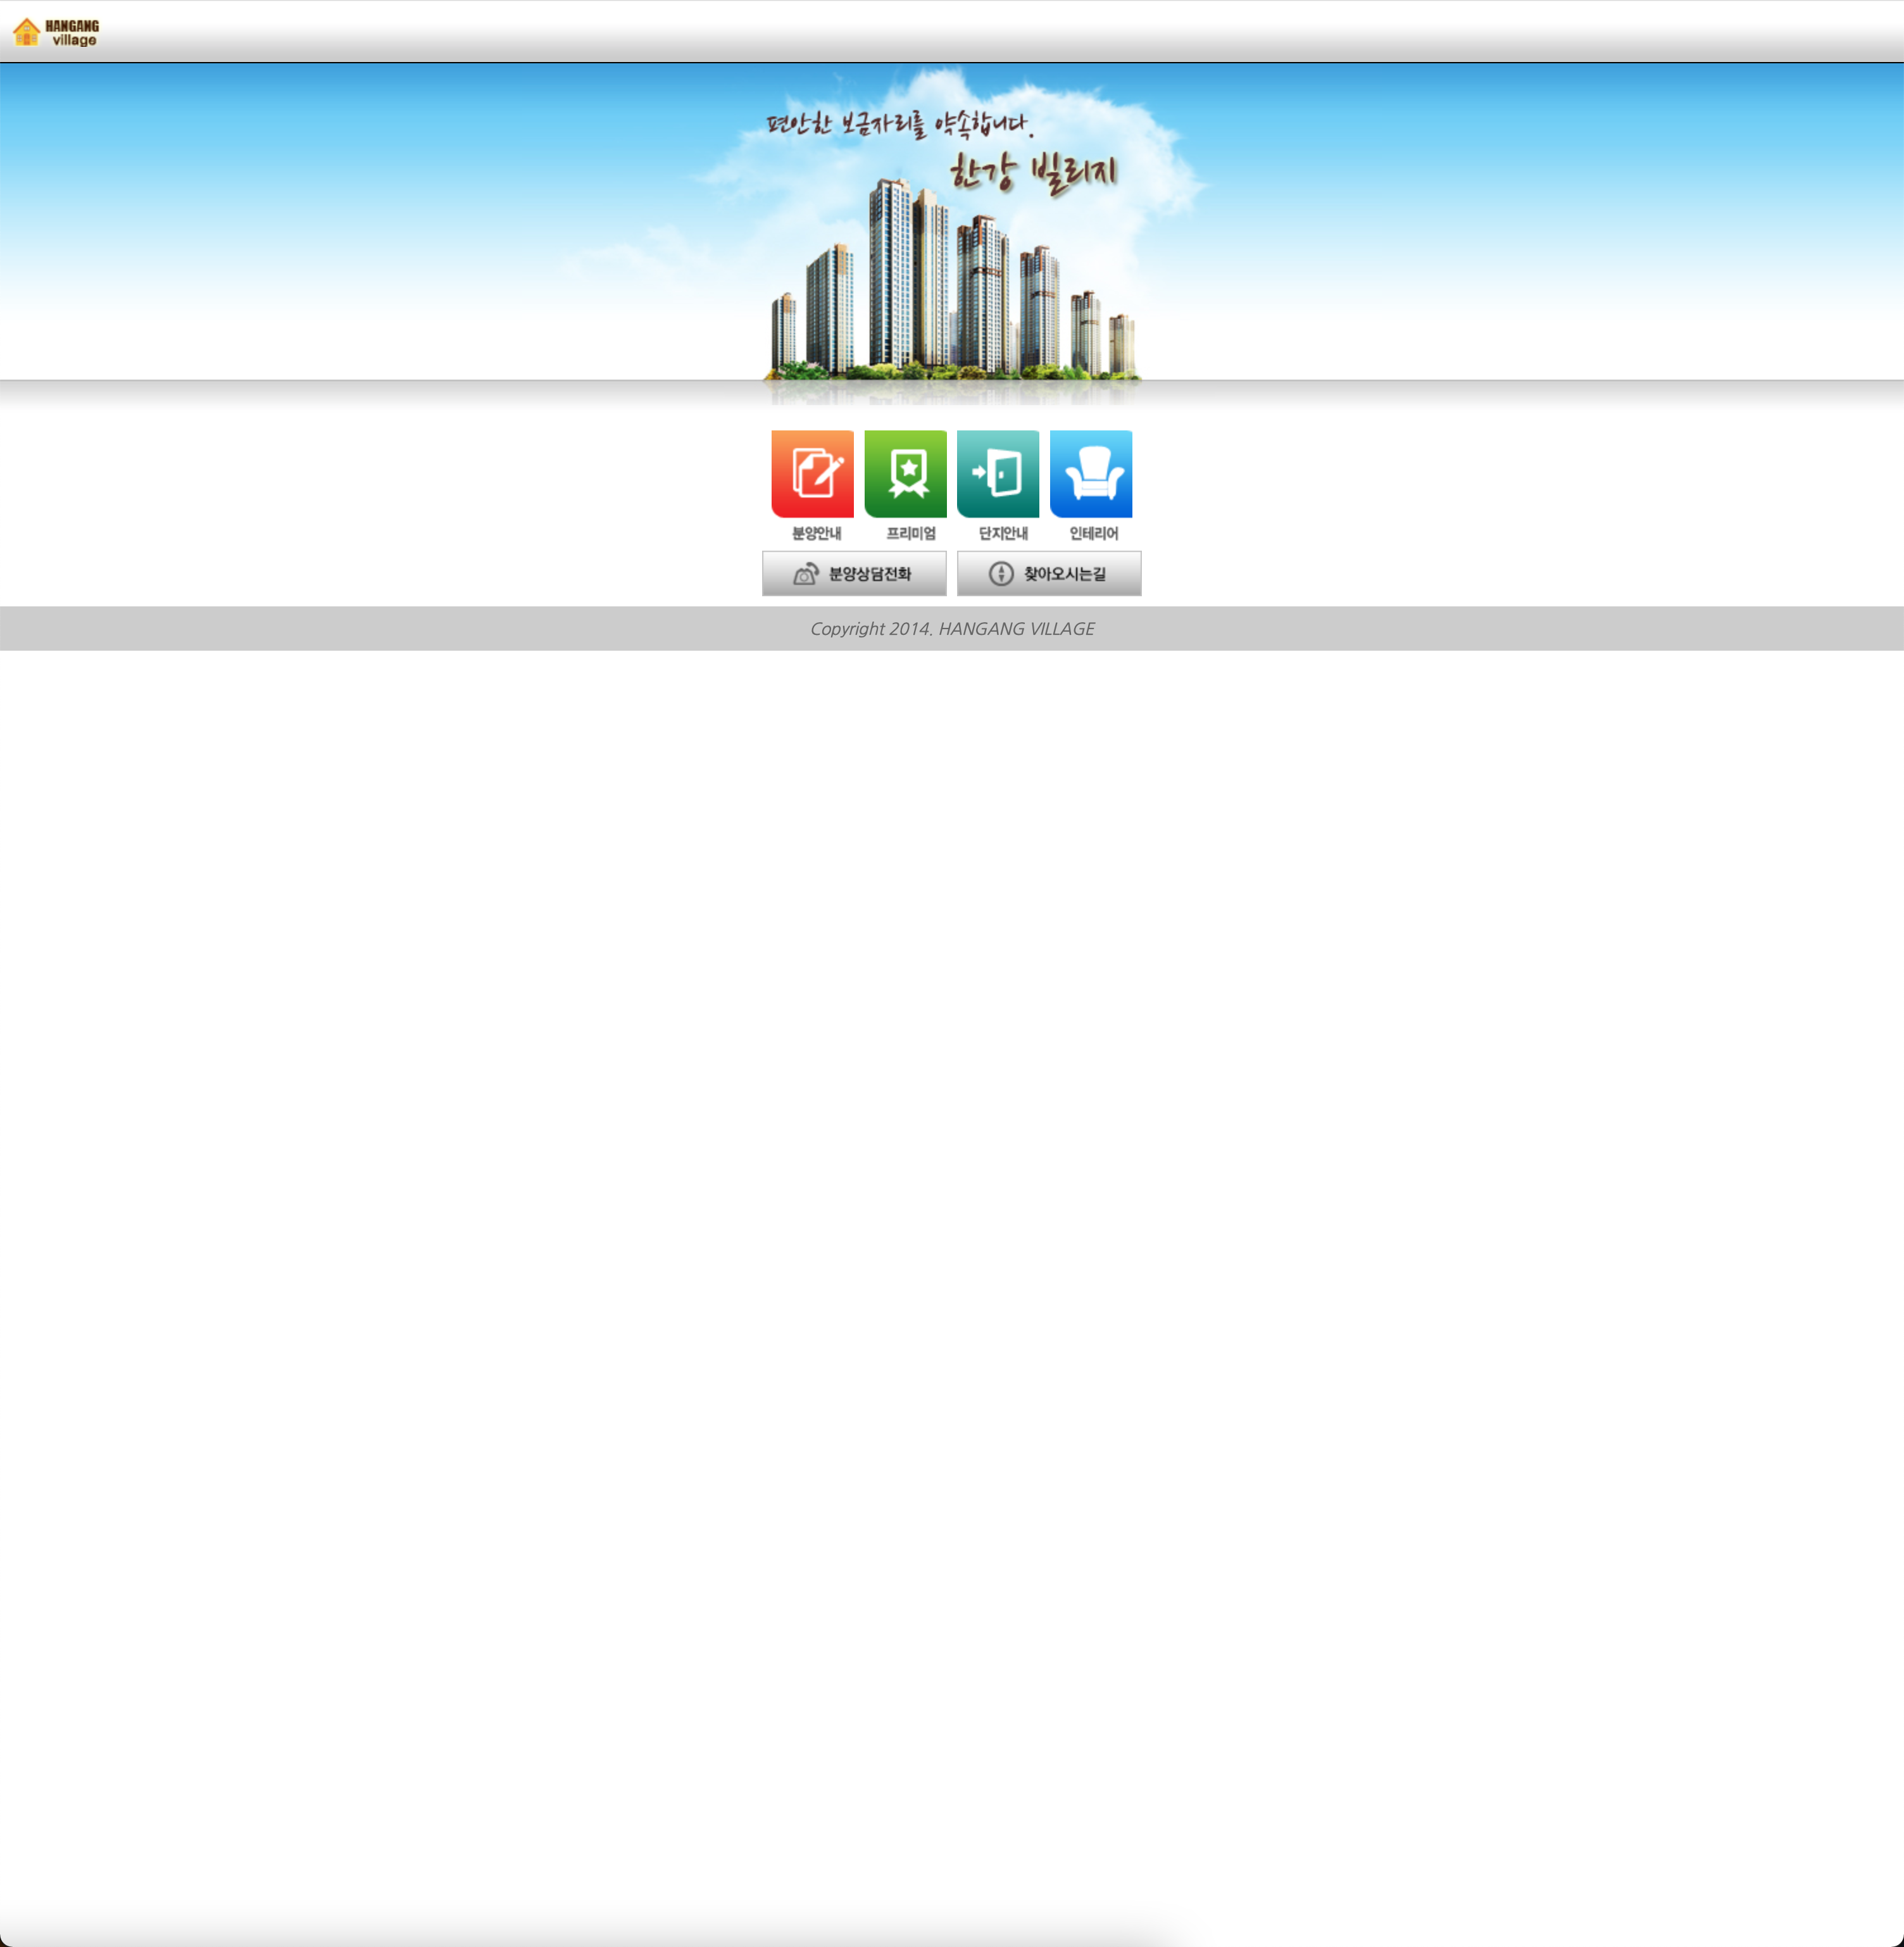 HANGANG
village
편안한 보금자리를 약속합니다.
한강 빌리지
분양안내
프리미엄
단지안내
인테리어
분양상담전화
찾아오시는길
Copyright 2014. HANGANG VILLAGE